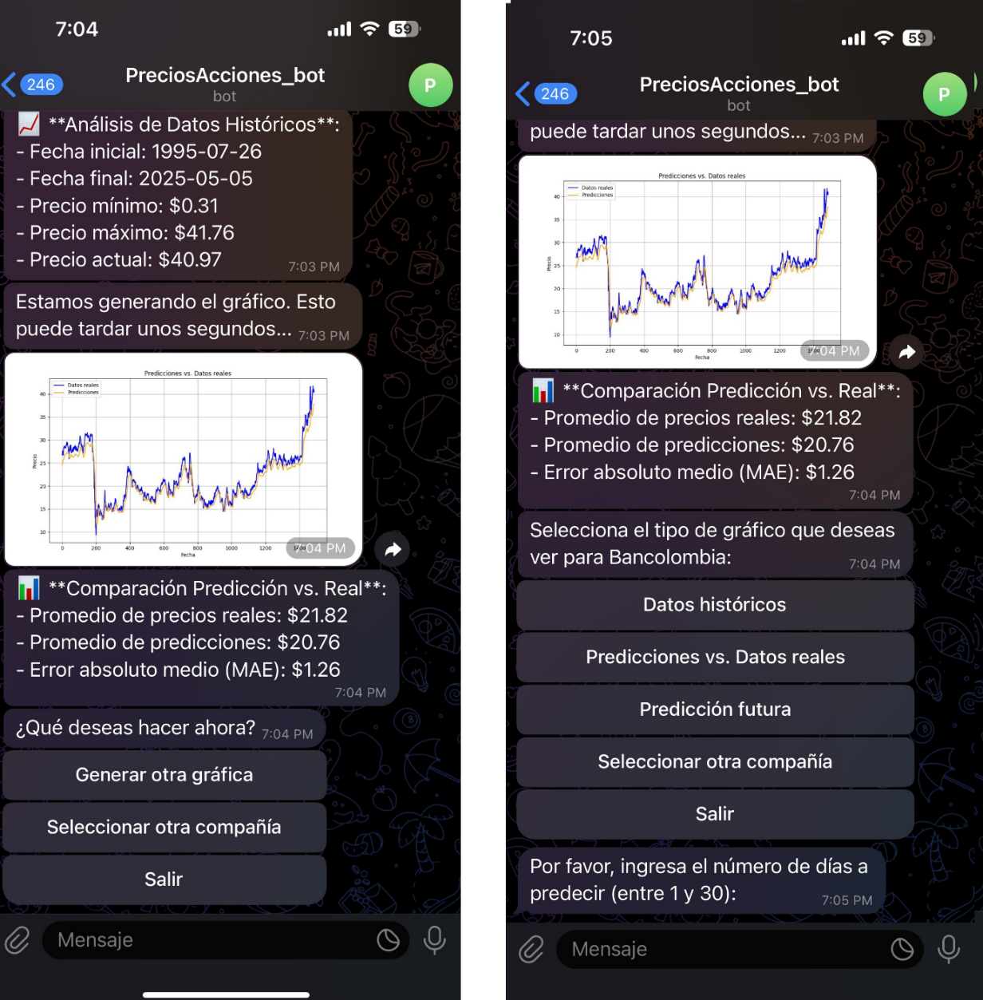 7:04
59
246
PreciosAcciones_bot
bot
P
**Análisis de Datos Históricos**:
- Fecha inicial: 1995-07-26
- Fecha final: 2025-05-05
- Precio mínimo: $0.31
- Precio máximo: $41.76
- Precio actual: $40.97
7:03 PM
Estamos generando el gráfico. Esto
puede tardar unos segundos... 7:03 PM
Predicciones vs. Datos reales
Datos reales
Predicciones
40
35
30
25
20
15
10
Precio
0 200 400 600 800 1000 1200 1400
Fecha
7:04 PM
**Comparación Predicción vs. Real**:
- Promedio de precios reales: $21.82
- Promedio de predicciones: $20.76
- Error absoluto medio (MAE): $1.26
7:04 PM
¿Qué deseas hacer ahora? 7:04 PM
Generar otra gráfica
Seleccionar otra compañía
Salir
Mensaje
7:05
59
246
PreciosAcciones_bot
bot
P
puede tardar unos segundos... 7:03 PM
Predicciones vs. Datos reales
Datos reales
Predicciones
40
35
30
25
20
15
10
Precio
0 200 400 600 800 1000 1200 1400
Fecha
7:04 PM
**Comparación Predicción vs. Real**:
- Promedio de precios reales: $21.82
- Promedio de predicciones: $20.76
- Error absoluto medio (MAE): $1.26
7:04 PM
Selecciona el tipo de gráfico que deseas
ver para Bancolombia:
7:04 PM
Datos históricos
Predicciones vs. Datos reales
Predicción futura
Seleccionar otra compañía
Salir
Por favor, ingresa el número de días a
predecir (entre 1 y 30):
7:05 PM
Mensaje